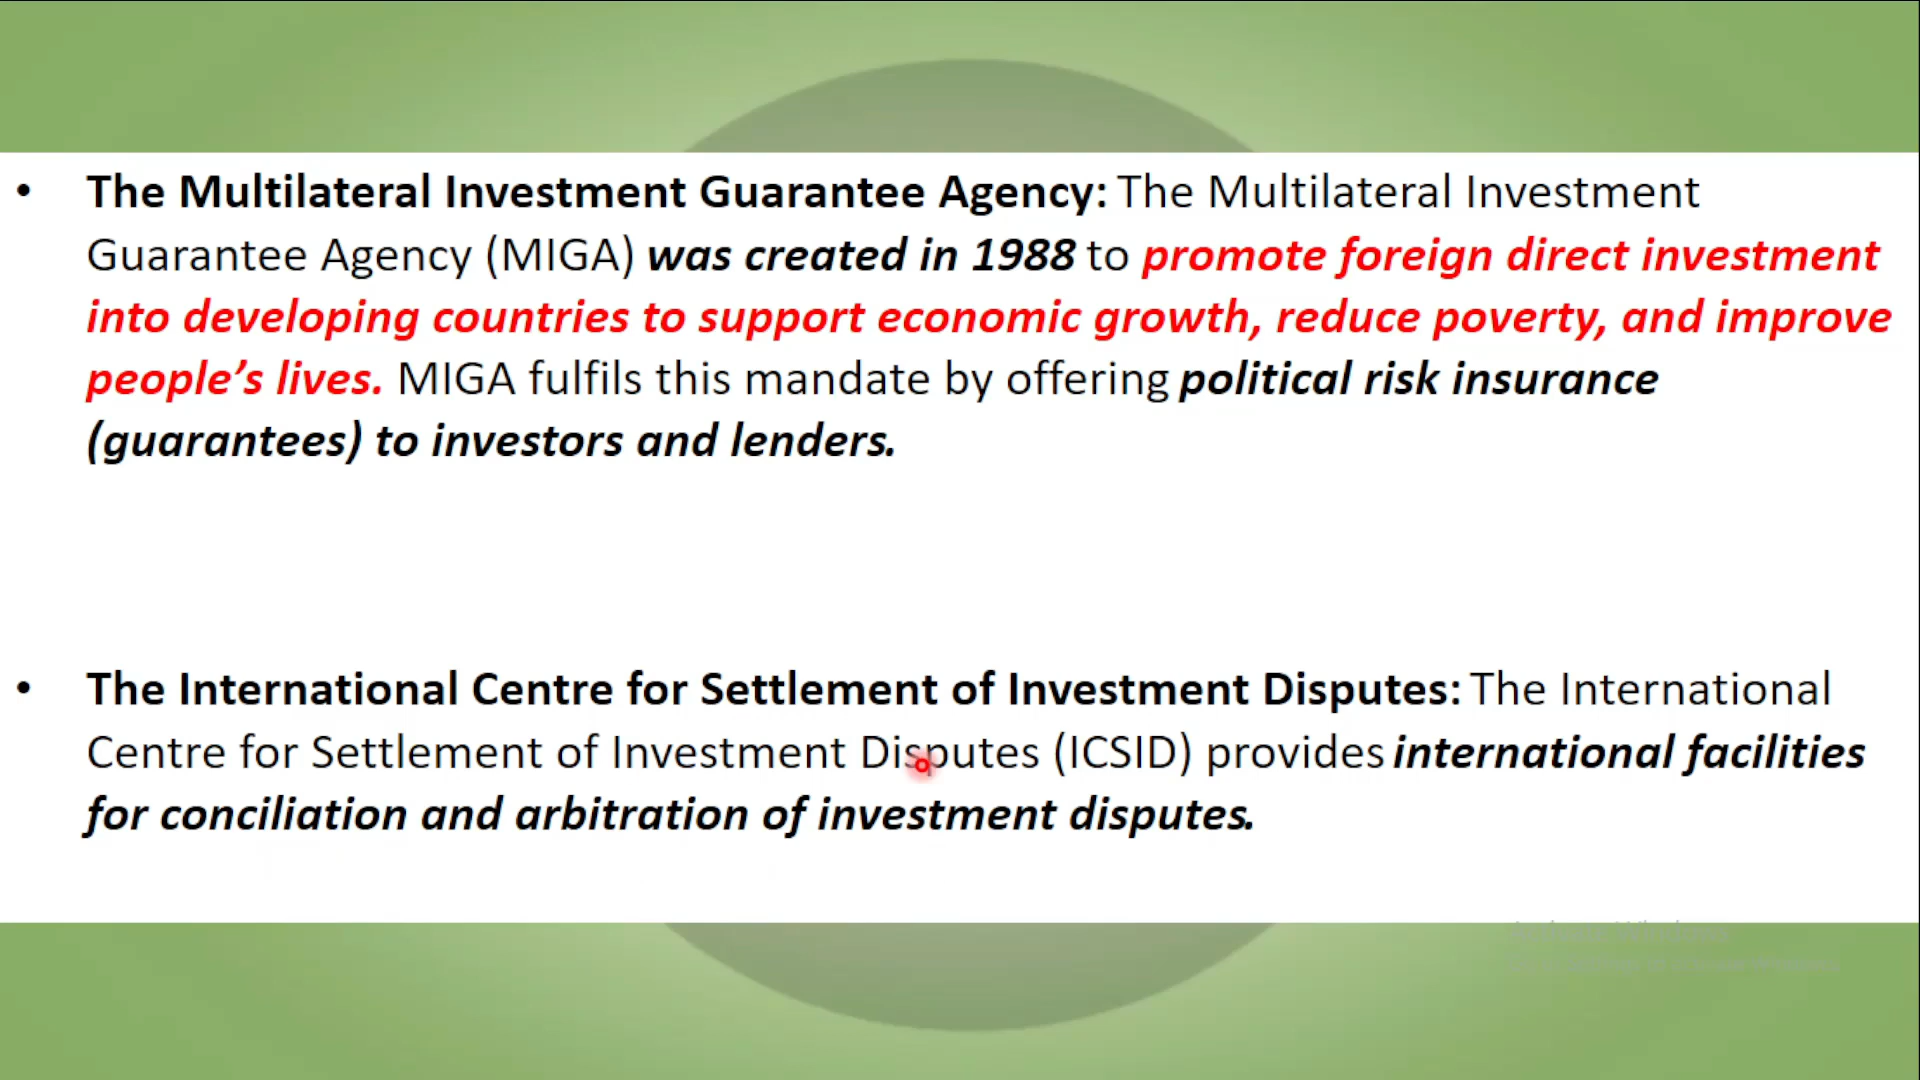 • The Multilateral Investment Guarantee Agency: The Multilateral Investment
Guarantee Agency (MIGA) was created in 1988 to promote foreign direct investment
into developing countries to support economic growth, reduce poverty, and improve
people’s lives. MIGA fulfils this mandate by offering political risk insurance
(guarantees) to investors and lenders.
• The International Centre for Settlement of Investment Disputes: The International
Centre for Settlement of Investment Disputes (ICSID) provides international facilities
for conciliation and arbitration of investment disputes.